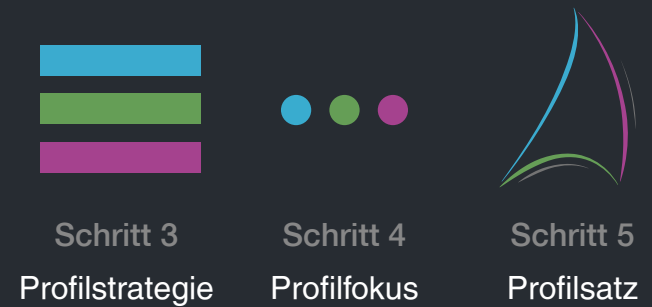 Schritt 3
Schritt 4
Schritt 5
Profilstrategie
Profilfokus
Profilsatz